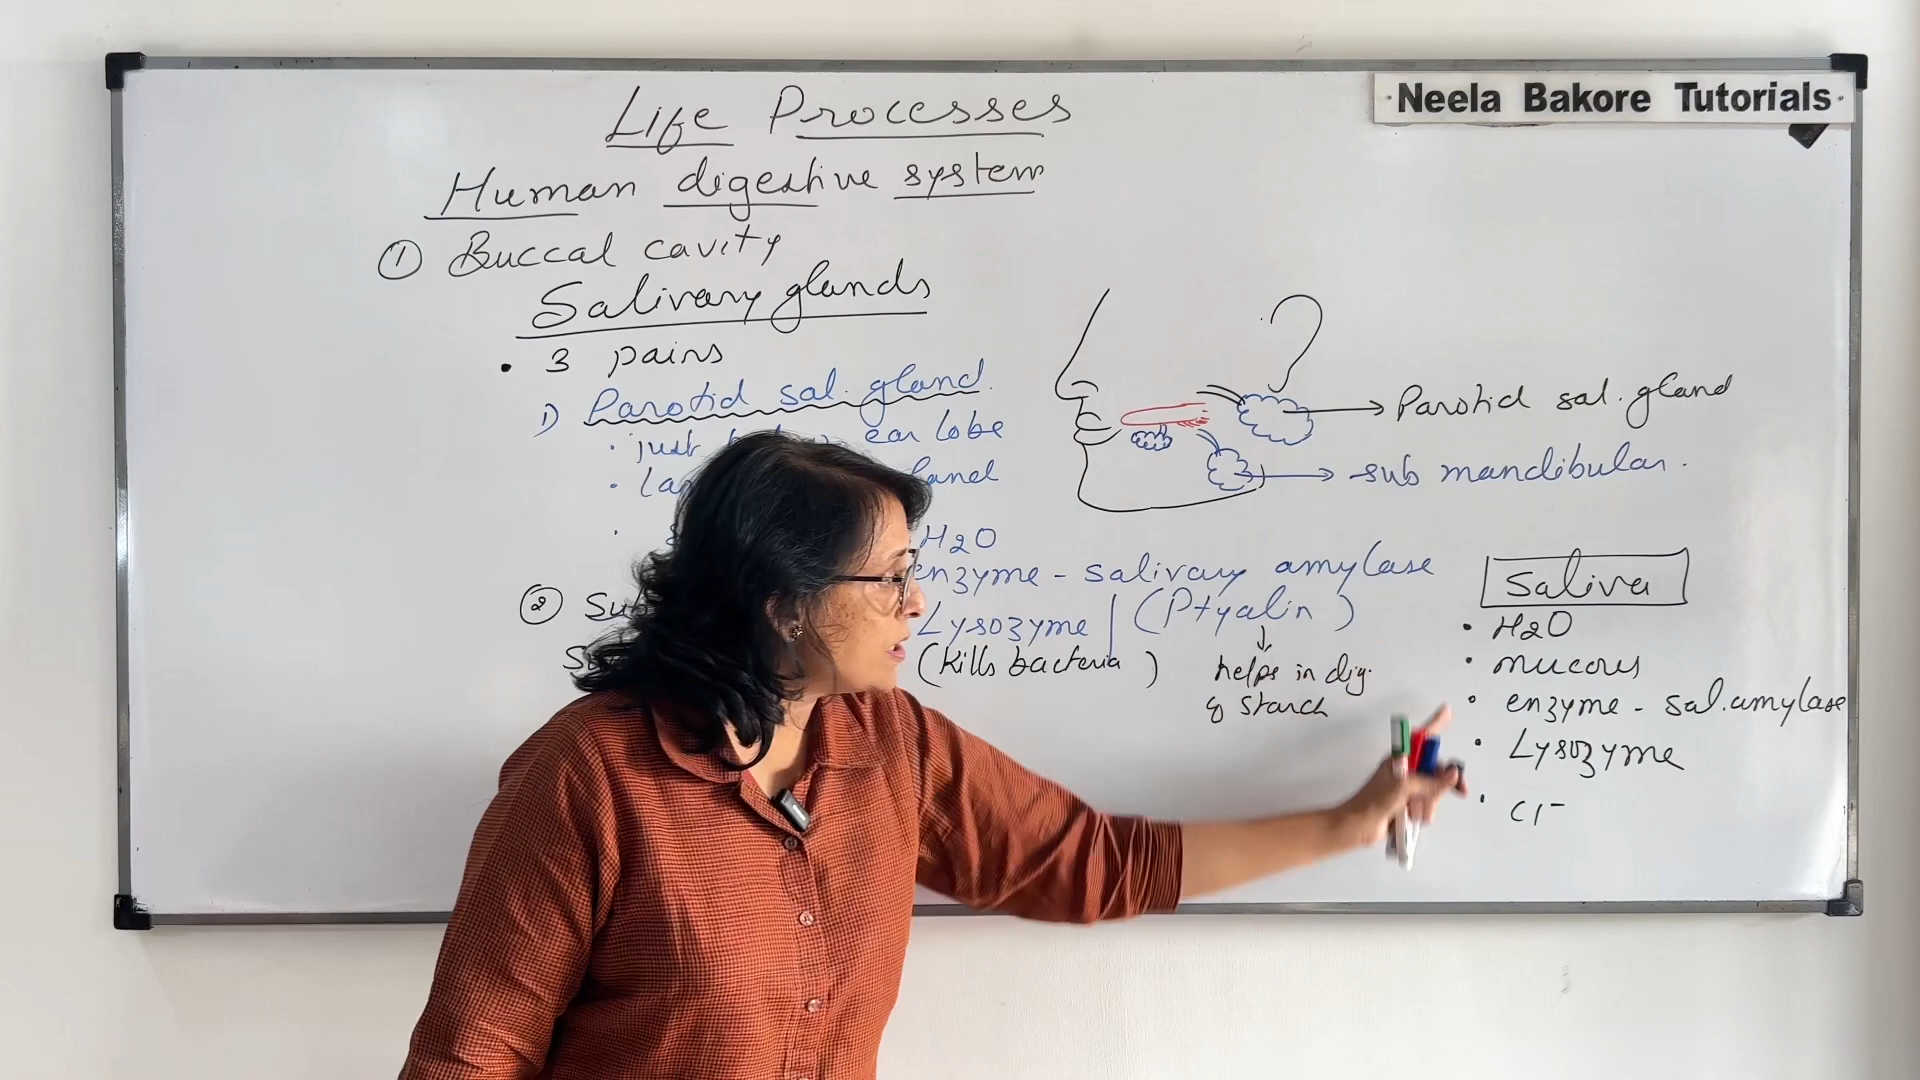 Neela Bakore Tutorials
Life Processes
Human digestive system
① Buccal cavity
Salivary glands
• 3 pairs
1) Parotid sal. gland.
• just ear lobe
•
• H2O
enzyme - salivary amylase
Lysozyme | (Ptyalin)
(kills bacteria)
helps in dig.
of starch
②
Parotid sal. gland
sub mandibular.
Saliva
• H2O
• mucous
• enzyme - sal. amylase
• Lysozyme
• Cl-